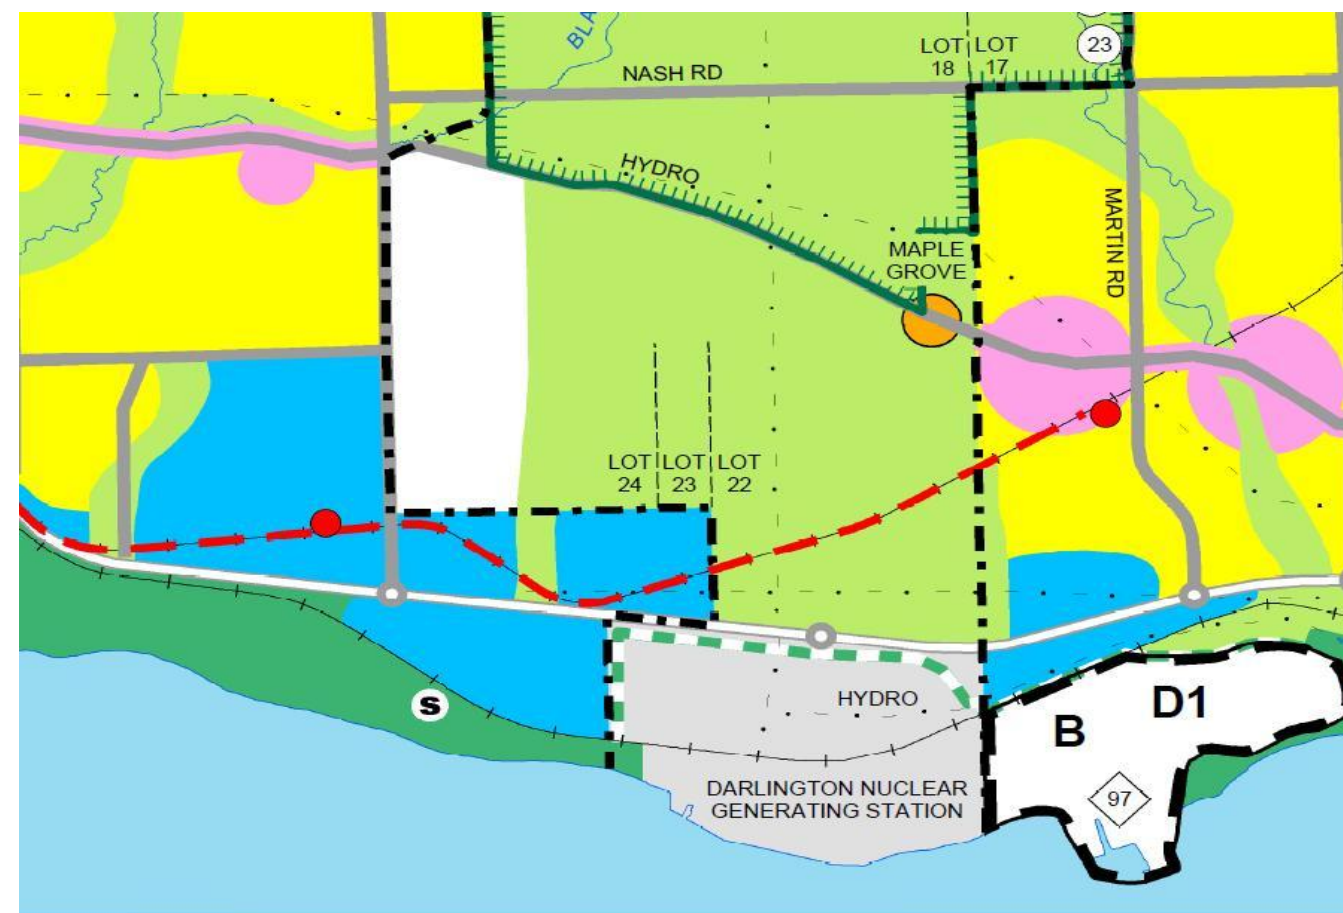 BLA
LOT LOT
18 17
23
NASH RD
HYDRO
MARTIN RD
MAPLE
GROVE
LOT LOT LOT
24 23 22
S
HYDRO
B
D1
97
DARLINGTON NUCLEAR
GENERATING STATION